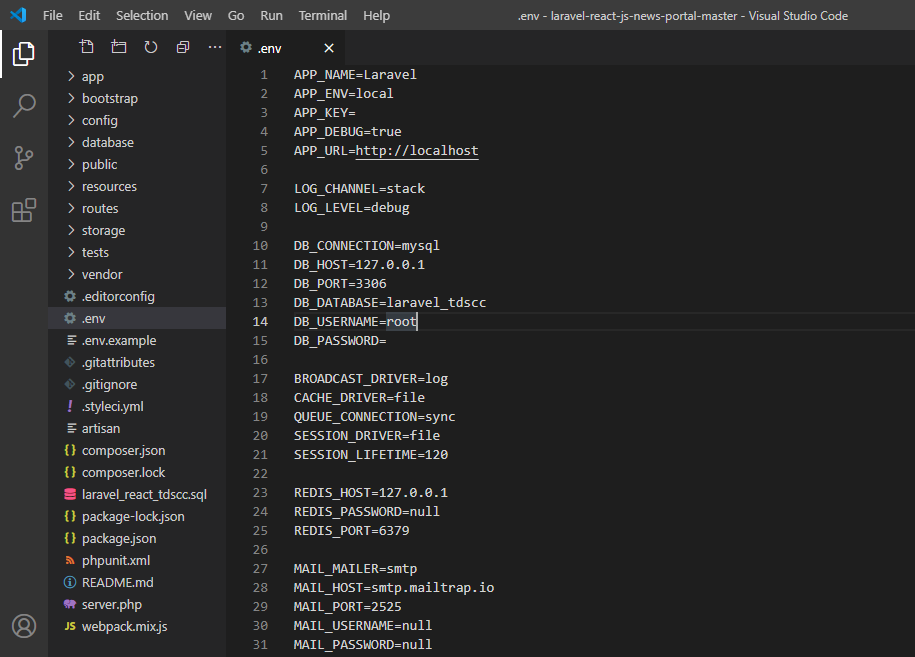 File Edit Selection View Go Run Terminal Help .env - laravel-react-js-news-portal-master - Visual Studio Code
.env
app
bootstrap
config
database
public
resources
routes
storage
tests
vendor
.editorconfig
.env
.env.example
.gitattributes
.gitignore
.styleci.yml
artisan
composer.json
composer.lock
laravel_react_tdscc.sql
package-lock.json
package.json
phpunit.xml
README.md
server.php
JS webpack.mix.js
1 APP_NAME=Laravel
2 APP_ENV=local
3 APP_KEY=
4 APP_DEBUG=true
5 APP_URL=http://localhost
6
7 LOG_CHANNEL=stack
8 LOG_LEVEL=debug
9
10 DB_CONNECTION=mysql
11 DB_HOST=127.0.0.1
12 DB_PORT=3306
13 DB_DATABASE=laravel_tdscc
14 DB_USERNAME=root
15 DB_PASSWORD=
16
17 BROADCAST_DRIVER=log
18 CACHE_DRIVER=file
19 QUEUE_CONNECTION=sync
20 SESSION_DRIVER=file
21 SESSION_LIFETIME=120
22
23 REDIS_HOST=127.0.0.1
24 REDIS_PASSWORD=null
25 REDIS_PORT=6379
26
27 MAIL_MAILER=smtp
28 MAIL_HOST=smtp.mailtrap.io
29 MAIL_PORT=2525
30 MAIL_USERNAME=null
31 MAIL_PASSWORD=null